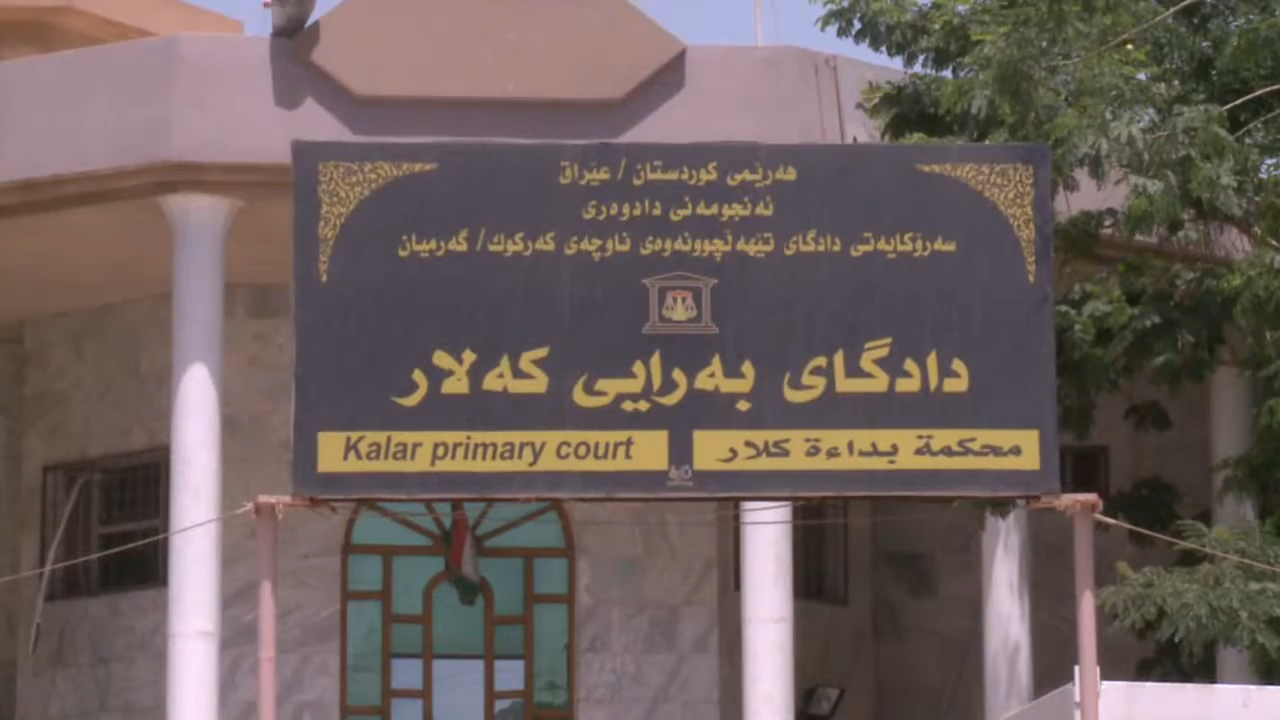 هەرێمی کوردستان / عێراق
ئەنجومەنی دادوەری
سەرۆکایەتی دادگای تێهەڵچوونەوەی ناوچەی کەرکوک/ گەرمیان
دادگای بەرایی کەلار
محكمة بداءة كلار
Kalar primary court